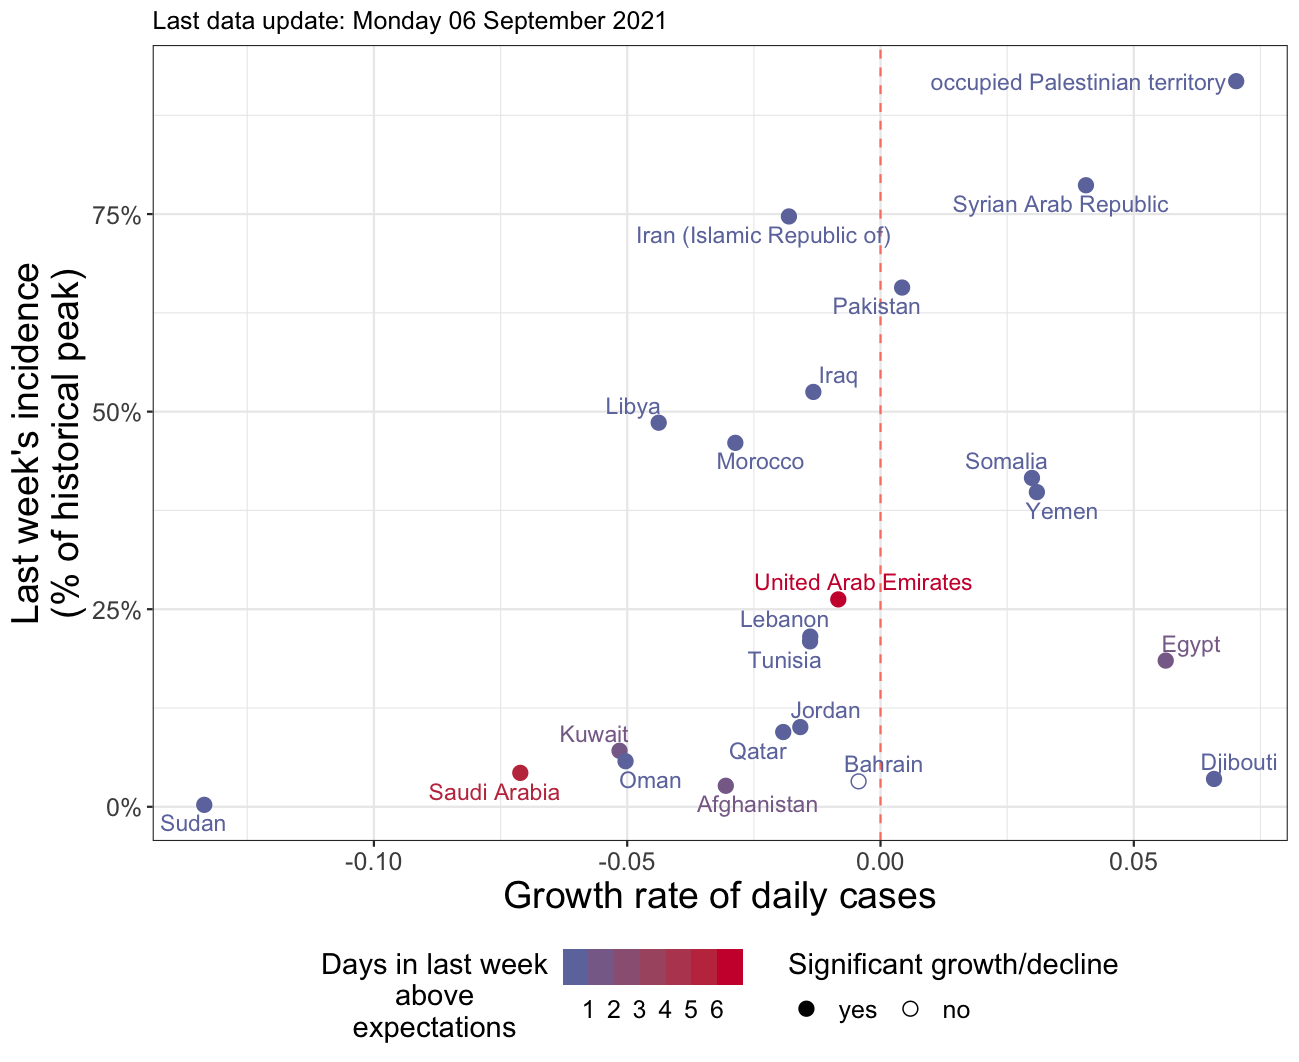 Last data update: Monday 06 September 2021
occupied Palestinian territory
Syrian Arab Republic
75%
Iran (Islamic Republic of)
Pakistan
Iraq
Libya
50%
Morocco
Somalia
Yemen
Last week's incidence
(% of historical peak)
United Arab Emirates
25%
Lebanon
Egypt
Tunisia
Jordan
Kuwait
Qatar
Bahrain
Djibouti
Oman
Saudi Arabia
Afghanistan
0%
Sudan
-0.10 -0.05 0.00 0.05
Growth rate of daily cases
Days in last week
above
expectations
1 2 3 4 5 6
Significant growth/decline
yes no